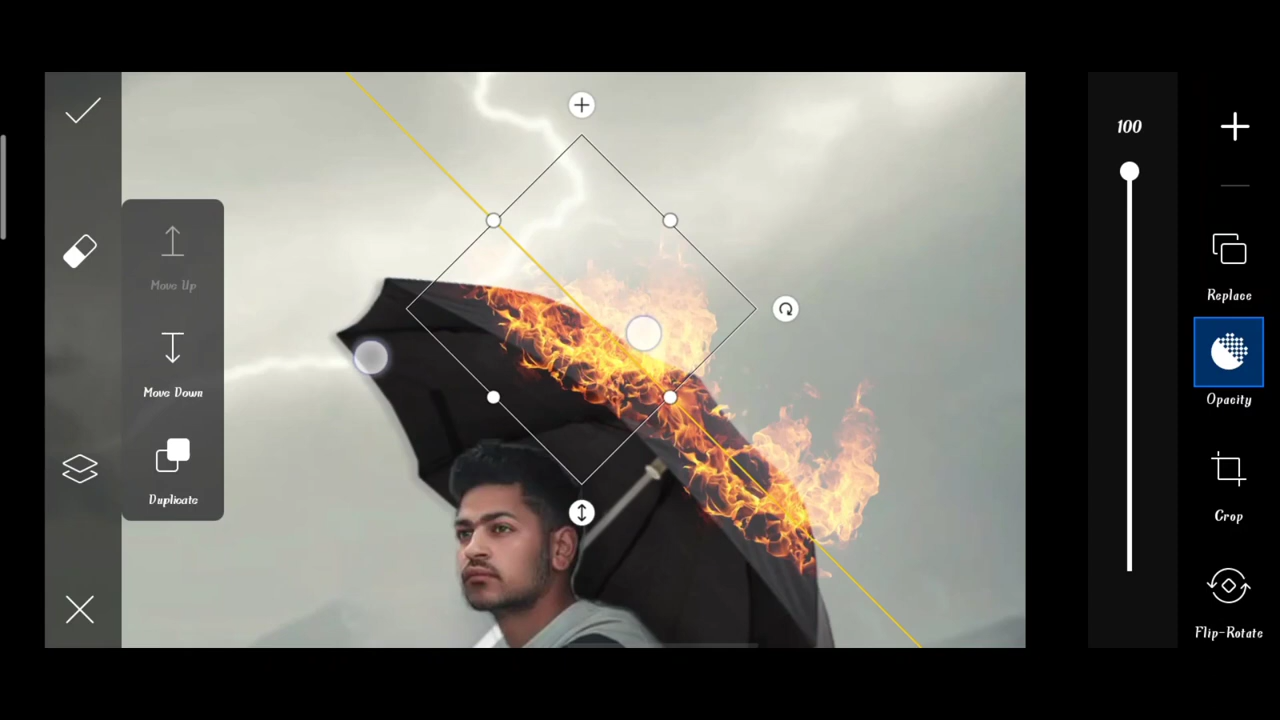 Move Up
Move Down
Duplicate
100
Replace
Opacity
Crop
Flip-Rotate